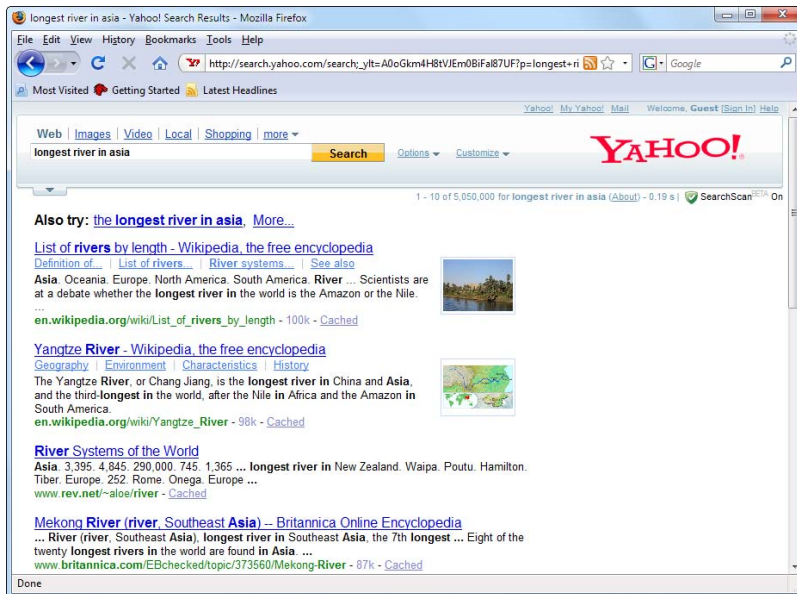 longest river in asia - Yahoo! Search Results - Mozilla Firefox
File Edit View History Bookmarks Tools Help
http://search.yahoo.com/search;_ylt=A0oGkm4H8tVJEm0BiFal87UF?p=longest+ri
G Google
Most Visited Getting Started Latest Headlines
Yahoo! My Yahoo! Mail Welcome, Guest [Sign In] Help
Web | Images | Video | Local | Shopping | more
longest river in asia Search Options Customize YAHOO!
1 - 10 of 5,050,000 for longest river in asia (About) - 0.19 s | SearchScan BETA On
Also try: the longest river in asia, More...
List of rivers by length - Wikipedia, the free encyclopedia
Definition of... | List of rivers... | River systems... | See also
Asia. Oceania. Europe. North America. South America. River ... Scientists are
at a debate whether the longest river in the world is the Amazon or the Nile.
...
en.wikipedia.org/wiki/List_of_rivers_by_length - 100k - Cached
Yangtze River - Wikipedia, the free encyclopedia
Geography | Environment | Characteristics | History
The Yangtze River, or Chang Jiang, is the longest river in China and Asia,
and the third-longest in the world, after the Nile in Africa and the Amazon in
South America.
en.wikipedia.org/wiki/Yangtze_River - 98k - Cached
River Systems of the World
Asia. 3,395. 4,845. 290,000. 745. 1,365 ... longest river in New Zealand. Waipa. Poutu. Hamilton.
Tiber. Europe. 252. Rome. Onega. Europe ...
www.rev.net/~aloe/river - Cached
Mekong River (river, Southeast Asia) -- Britannica Online Encyclopedia
... River (river, Southeast Asia), longest river in Southeast Asia, the 7th longest ... Eight of the
twenty longest rivers in the world are found in Asia. ...
www.britannica.com/EBchecked/topic/373560/Mekong-River - 87k - Cached
Done